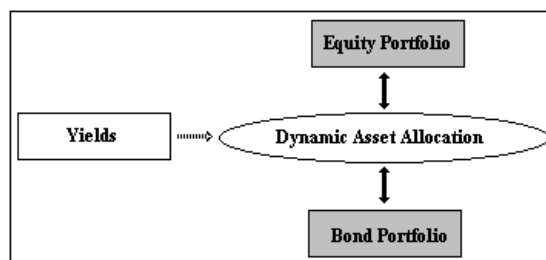 Equity Portfolio
Yields
Dynamic Asset Allocation
Bond Portfolio